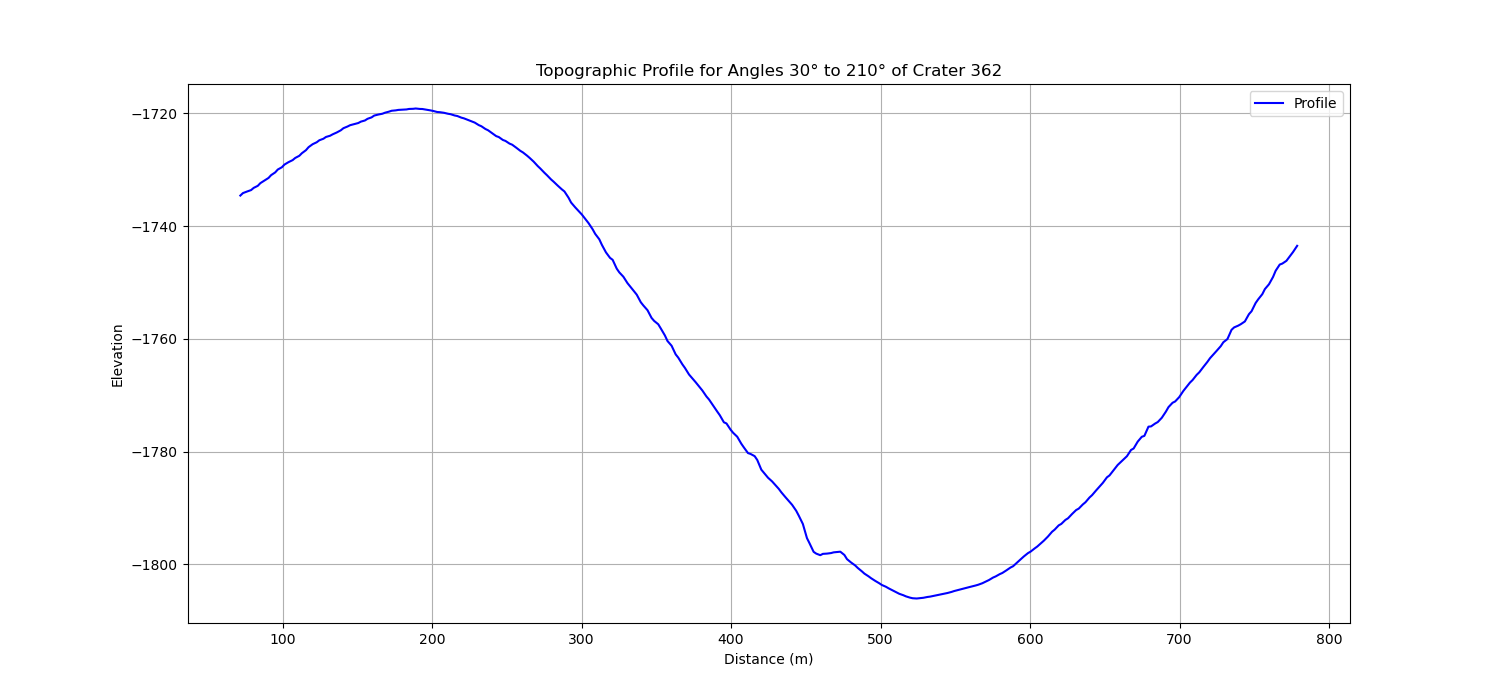 Topographic Profile for Angles 30° to 210° of Crater 362
Profile
−1720
−1740
−1760
−1780
−1800
Elevation
100 200 300 400 500 600 700 800
Distance (m)